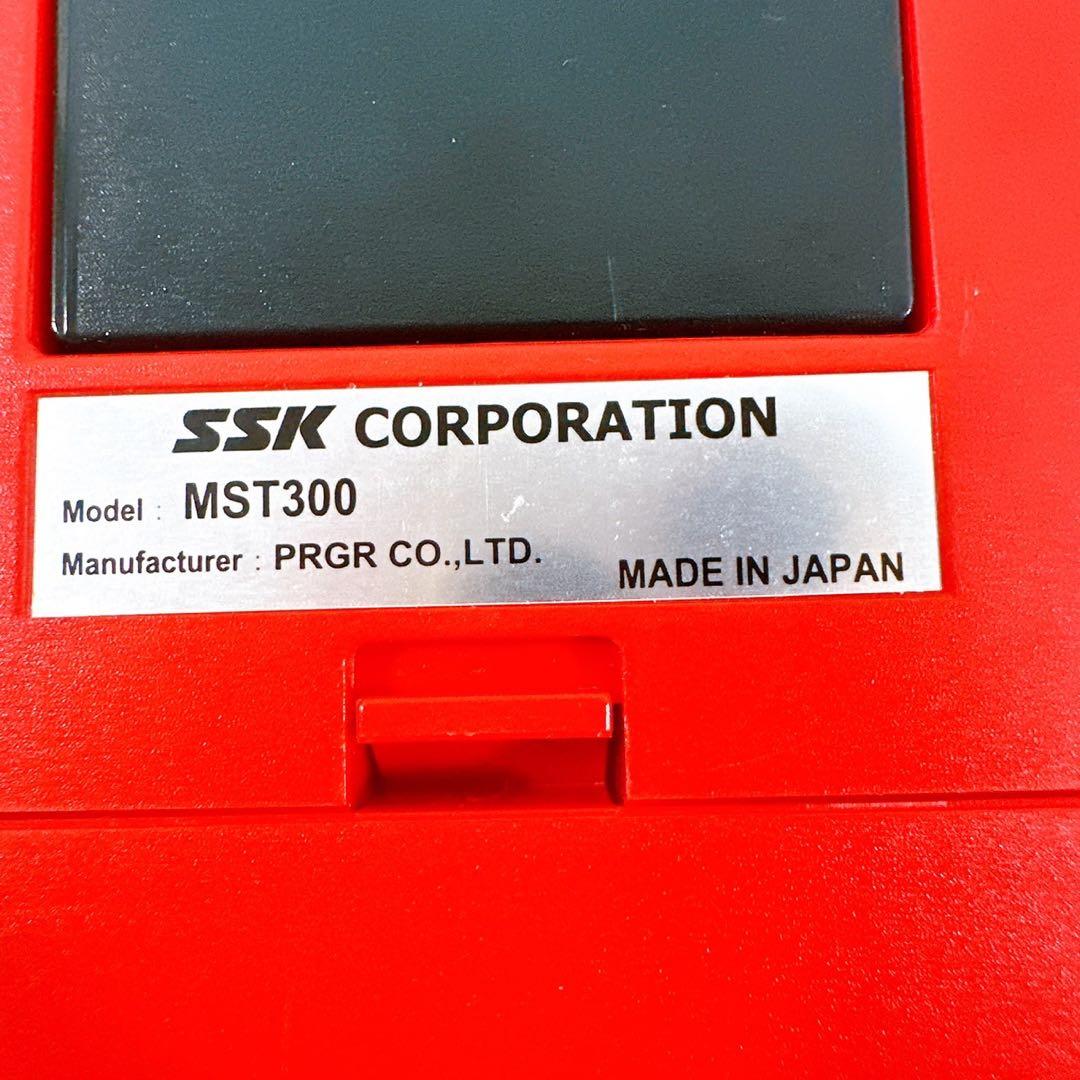 SSK CORPORATION
Model : MST300
Manufacturer : PRGR CO.,LTD.
MADE IN JAPAN